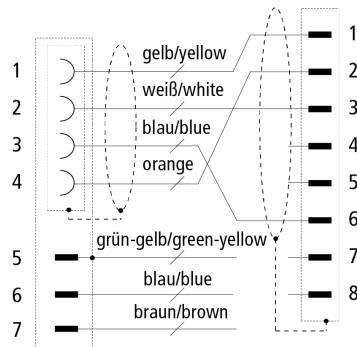 1
gelb/yellow
1
2
weiß/white
2
3
blau/blue
3
4
orange
4
5
6
5
grün-gelb/green-yellow
7
6
blau/blue
8
7
braun/brown